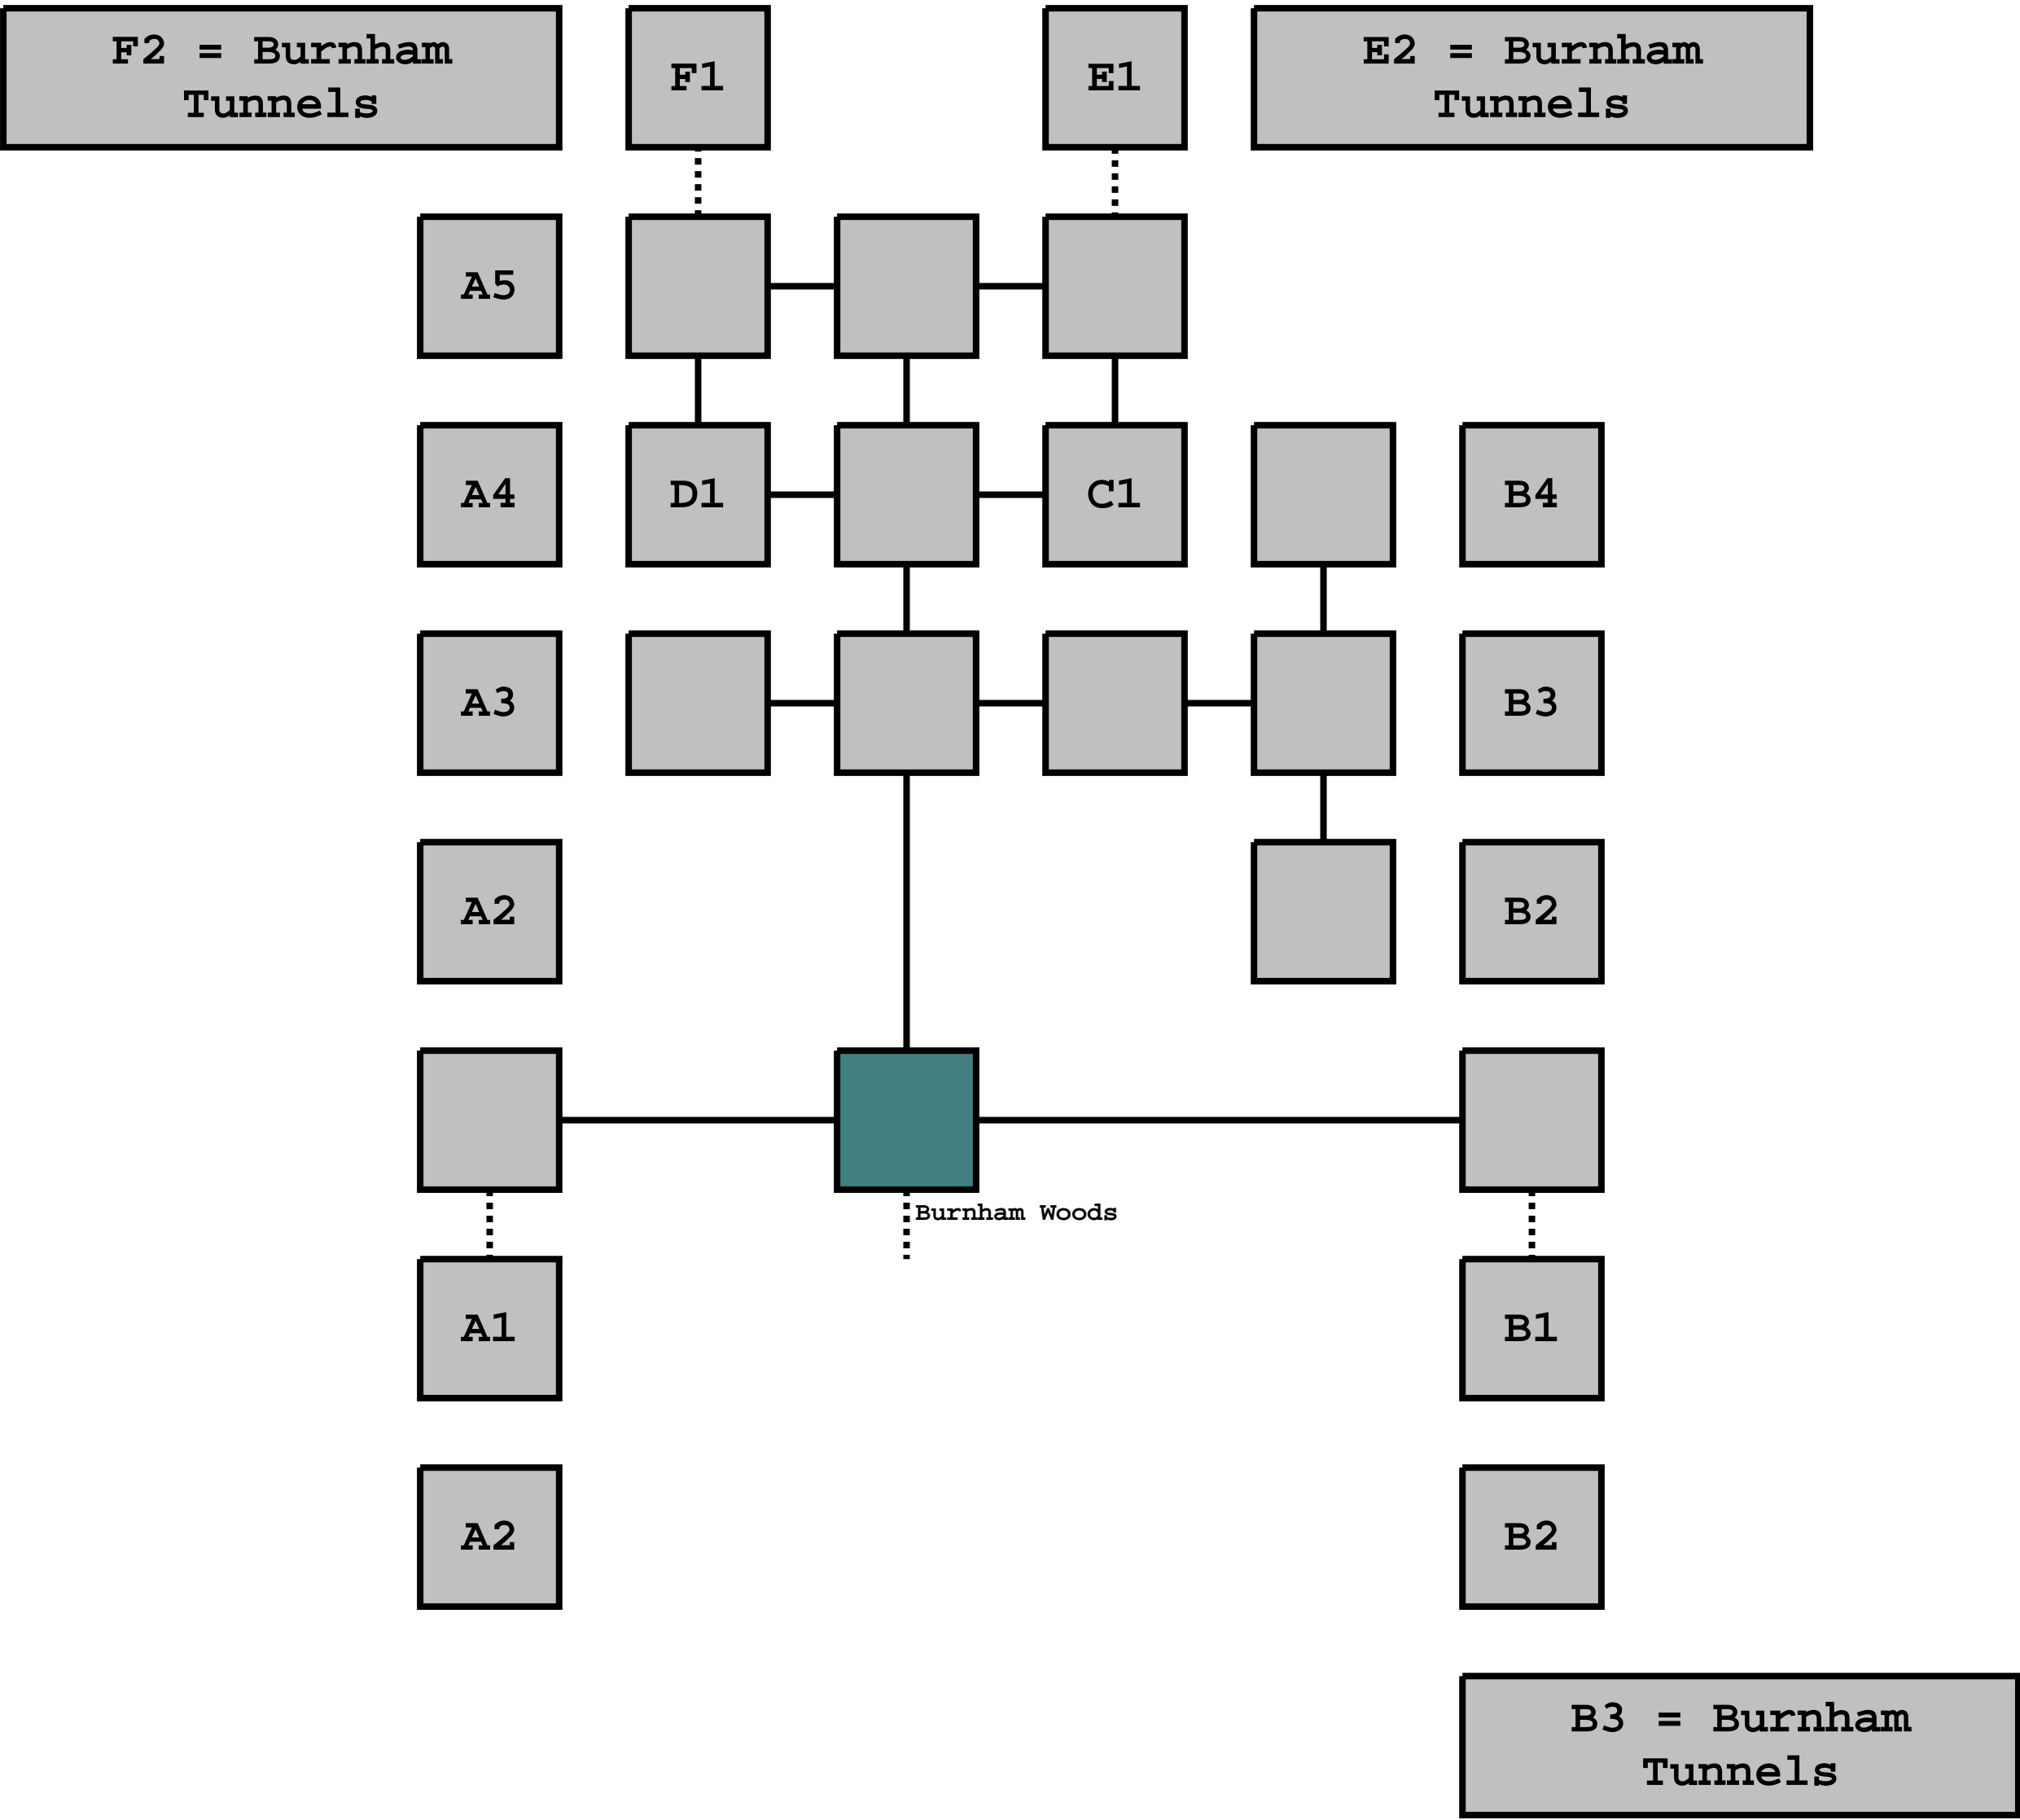 F2 = Burnham
Tunnels
F1
E1
E2 = Burnham
Tunnels
A5
A4
D1
C1
B4
A3
B3
A2
B2
Burnham Woods
A1
B1
A2
B2
B3 = Burnham
Tunnels